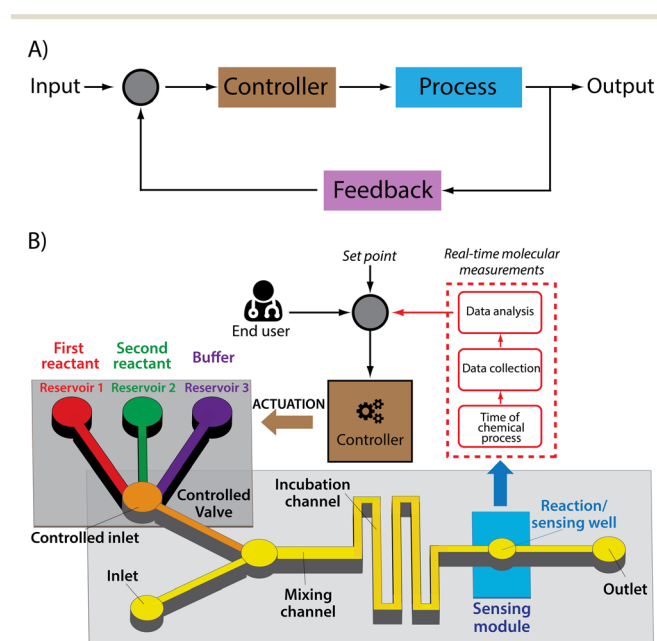 A)
Input
Controller
Process
Output
Feedback
B)
Set point
Real-time molecular
measurements
End user
Data analysis
Data collection
Time of
chemical
process
First
reactant
Second
reactant
Buffer
Reservoir 1
Reservoir 2
Reservoir 3
ACTUATION
Controller
Controlled
Valve
Controlled inlet
Incubation
channel
Reaction/
sensing well
Inlet
Mixing
channel
Sensing
module
Outlet